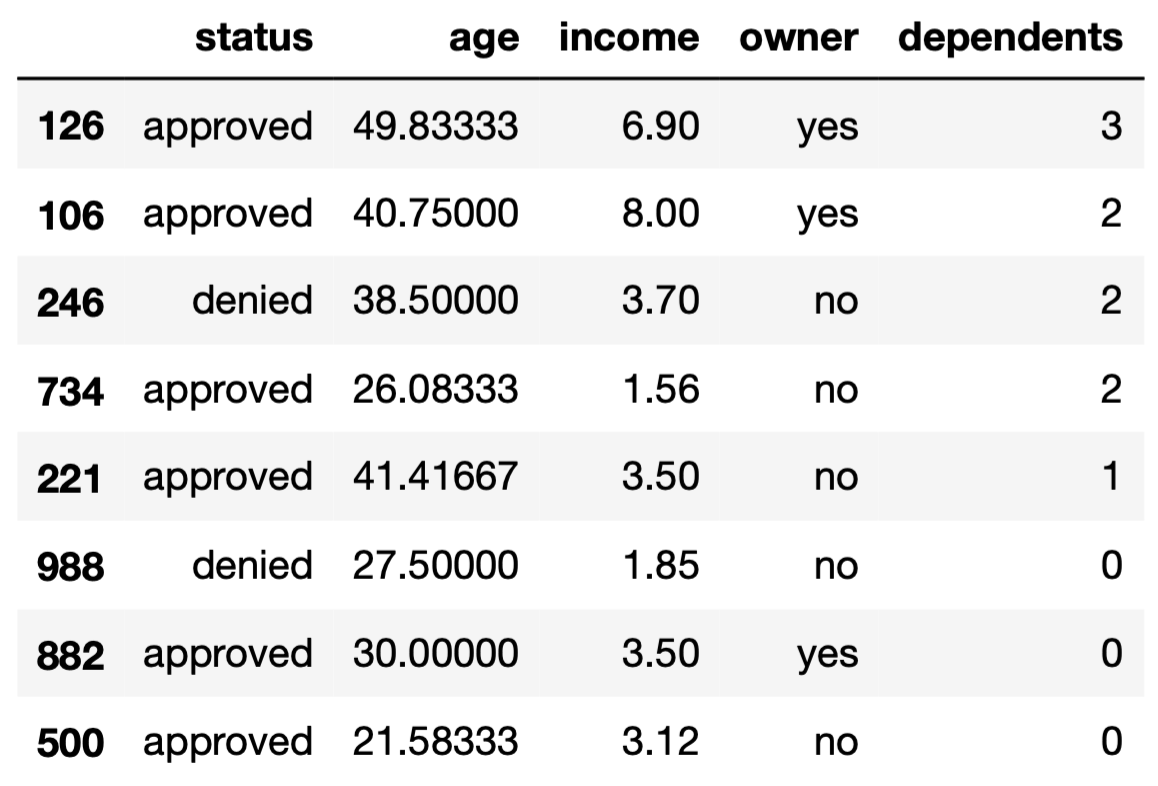 status age income owner dependents
126 approved 49.83333 6.90 yes 3
106 approved 40.75000 8.00 yes 2
246 denied 38.50000 3.70 no 2
734 approved 26.08333 1.56 no 2
221 approved 41.41667 3.50 no 1
988 denied 27.50000 1.85 no 0
882 approved 30.00000 3.50 yes 0
500 approved 21.58333 3.12 no 0